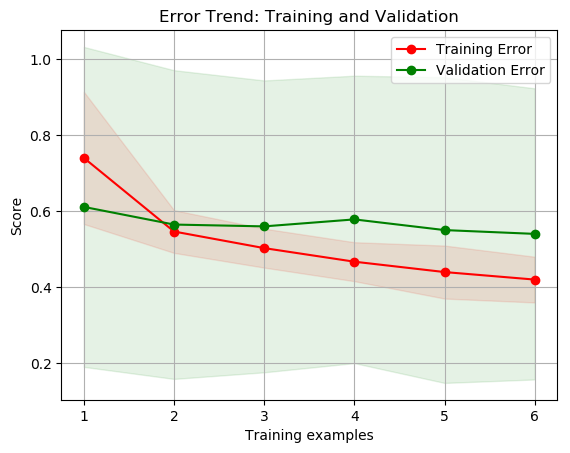 Error Trend: Training and Validation
Training Error
Validation Error
Score
1.0
0.8
0.6
0.4
0.2
1 2 3 4 5 6
Training examples